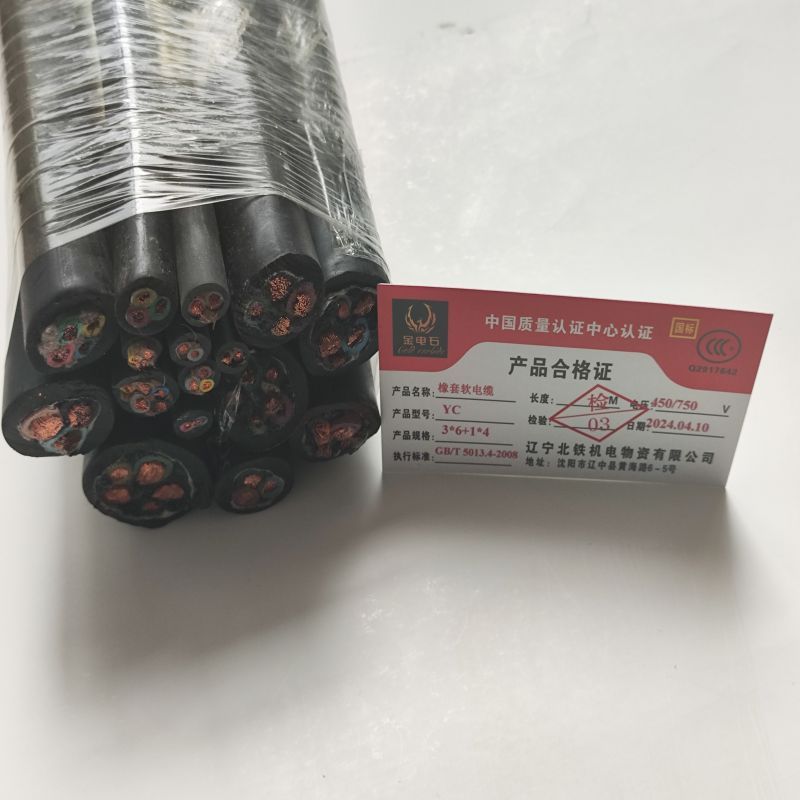 中国质量认证中心认证
国标
金电石
Q2917642
产品合格证
产品名称: 橡套软电缆
长度: M 电压: 450/750 V
产品型号: YC
检验: 日期: 2024.04.10
检
03
产品规格: 3*6+1*4
辽宁北铁机电物资有限公司
执行标准: GB/T 5013.4-2008
地址: 沈阳市辽中县黄海路6-5号